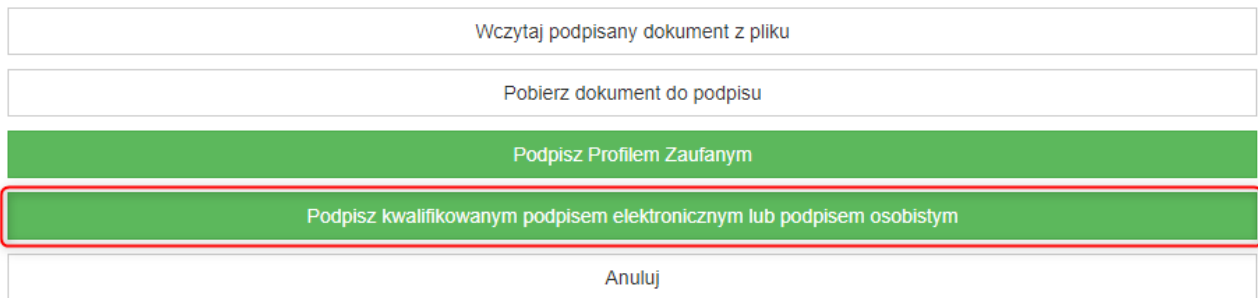 Wczytaj podpisany dokument z pliku
Pobierz dokument do podpisu
Podpisz Profilem Zaufanym
Podpisz kwalifikowanym podpisem elektronicznym lub podpisem osobistym
Anuluj